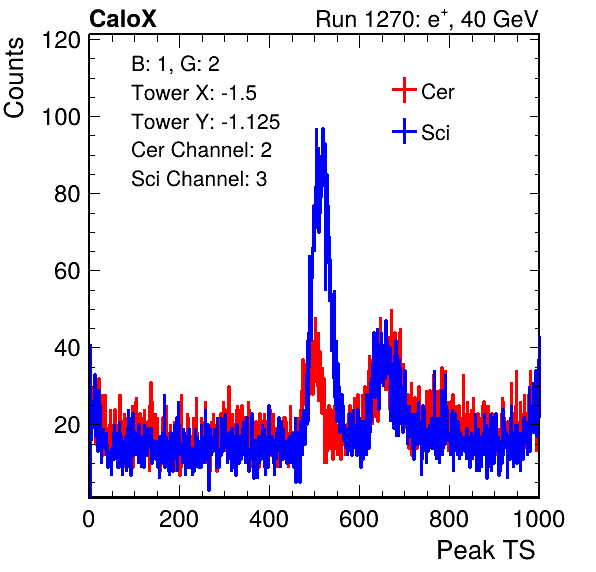 CaloX
Run 1270: e+, 40 GeV
Counts
B: 1, G: 2
Tower X: -1.5
Tower Y: -1.125
Cer Channel: 2
Sci Channel: 3
Cer
Sci
120
100
80
60
40
20
0 200 400 600 800 1000
Peak TS